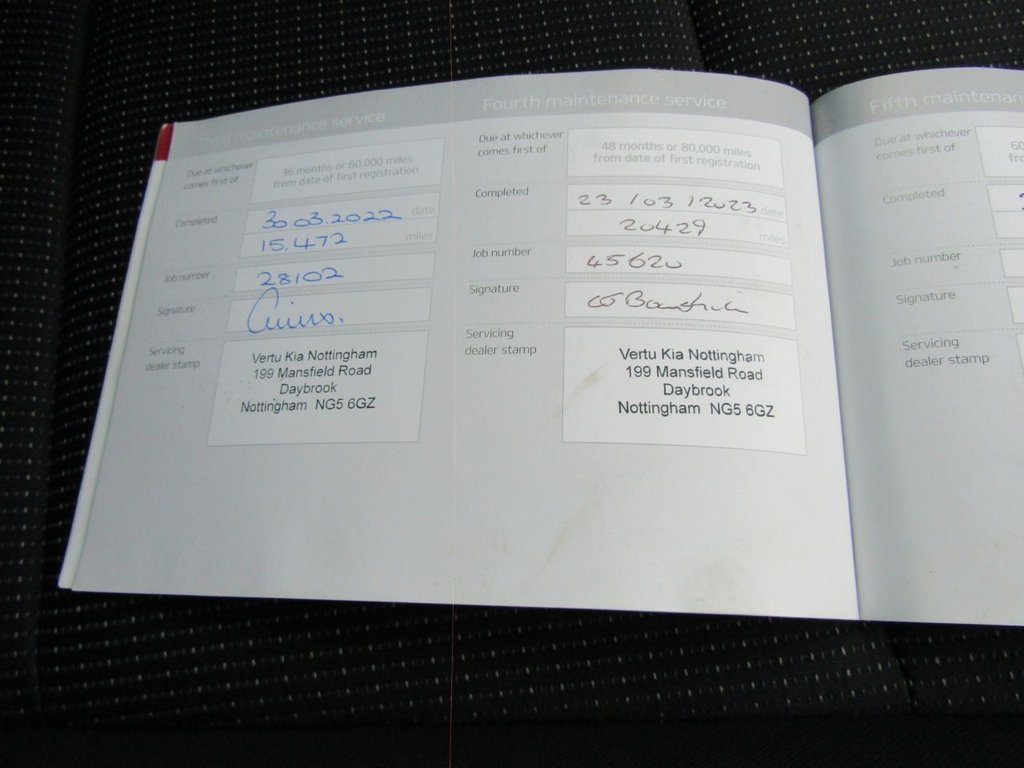 maintenance service
Due at whichever
comes first of
36 months or 60,000 miles
from date of first registration
Completed
30.03.2022 date
15.472 miles
Job number
28102
Signature
Servicing
dealer stamp
Vertu Kia Nottingham
199 Mansfield Road
Daybrook
Nottingham NG5 6GZ
Fourth maintenance service
Due at whichever
comes first of
48 months or 80,000 miles
from date of first registration
Completed
23 / 03 / 2023 date
20429 miles
Job number
45620
Signature
Servicing
dealer stamp
Vertu Kia Nottingham
199 Mansfield Road
Daybrook
Nottingham NG5 6GZ
Fifth
Due at whichever
comes first of
Completed
Job number
Signature
Servicing
dealer stamp